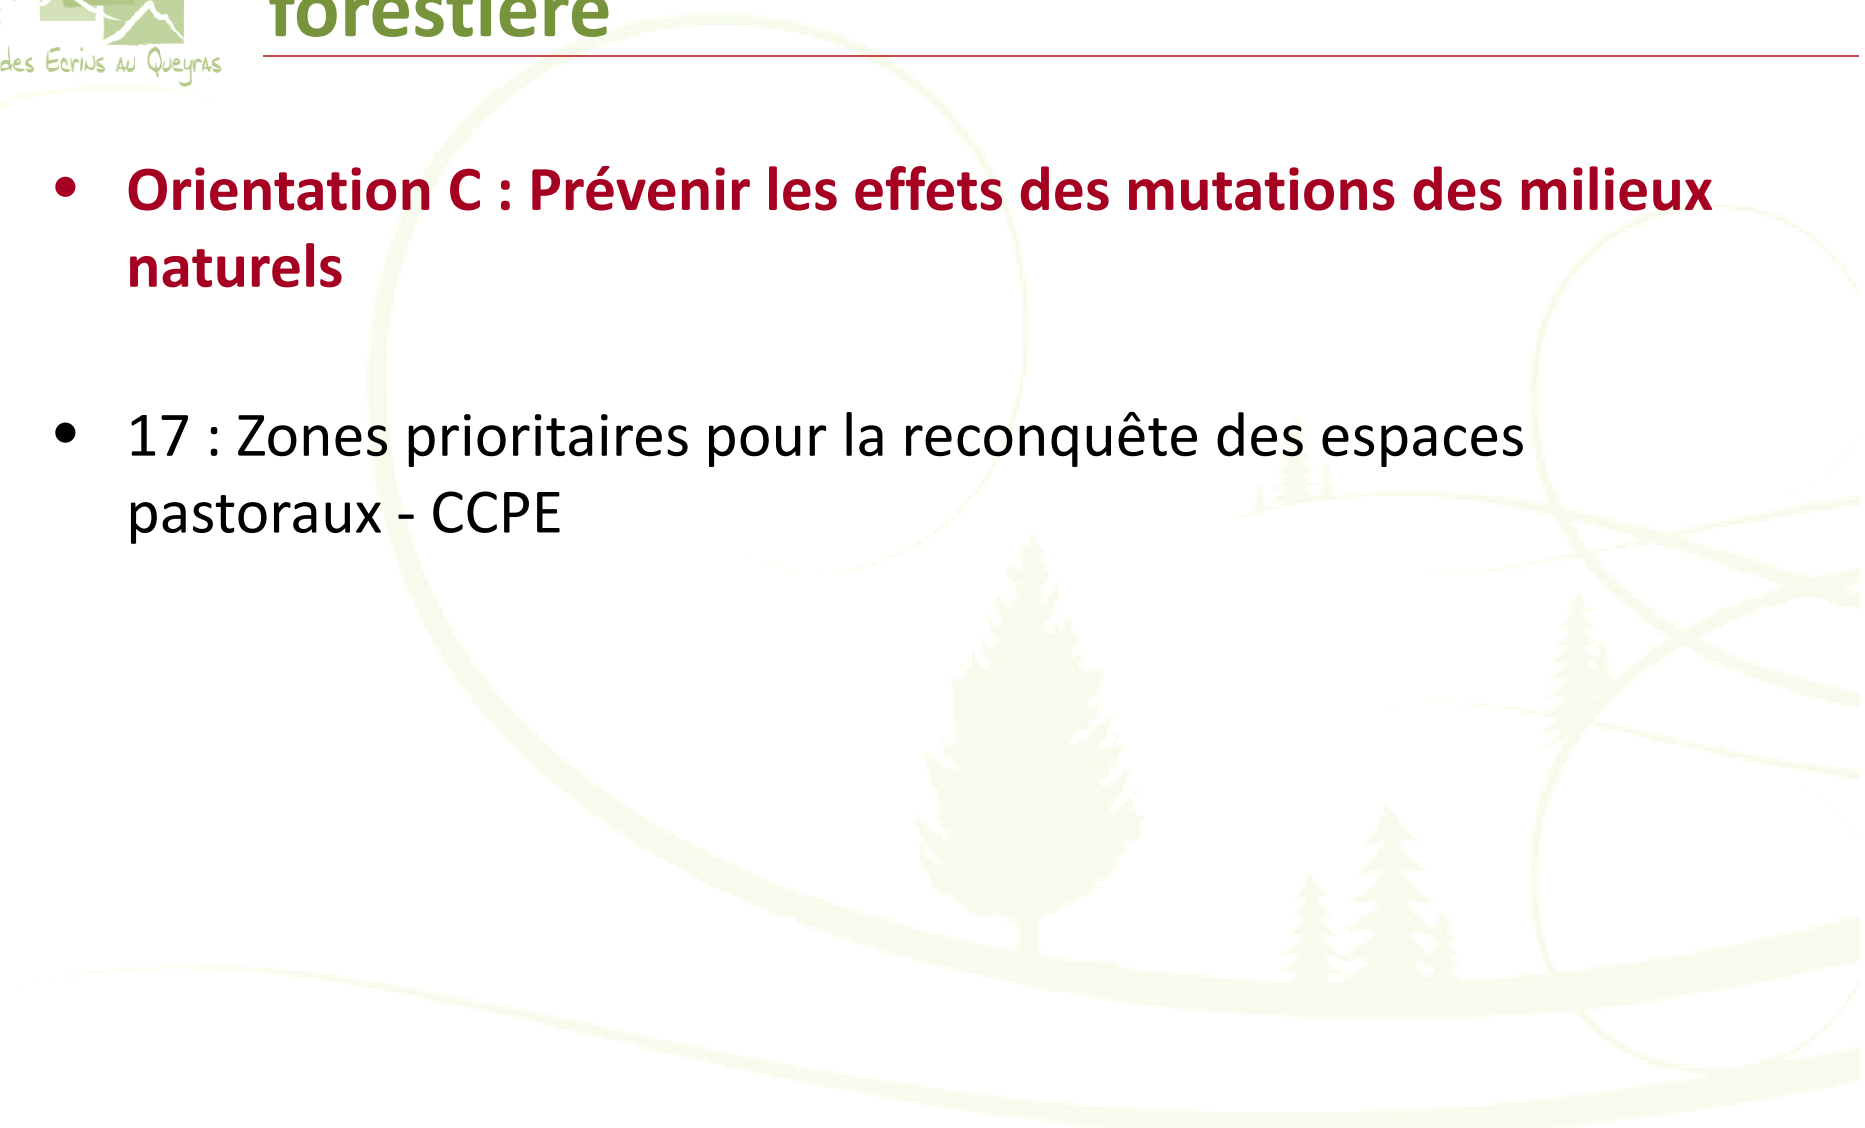 forestière
des Ecrins au Queyras
• Orientation C : Prévenir les effets des mutations des milieux
naturels
• 17 : Zones prioritaires pour la reconquête des espaces
pastoraux - CCPE